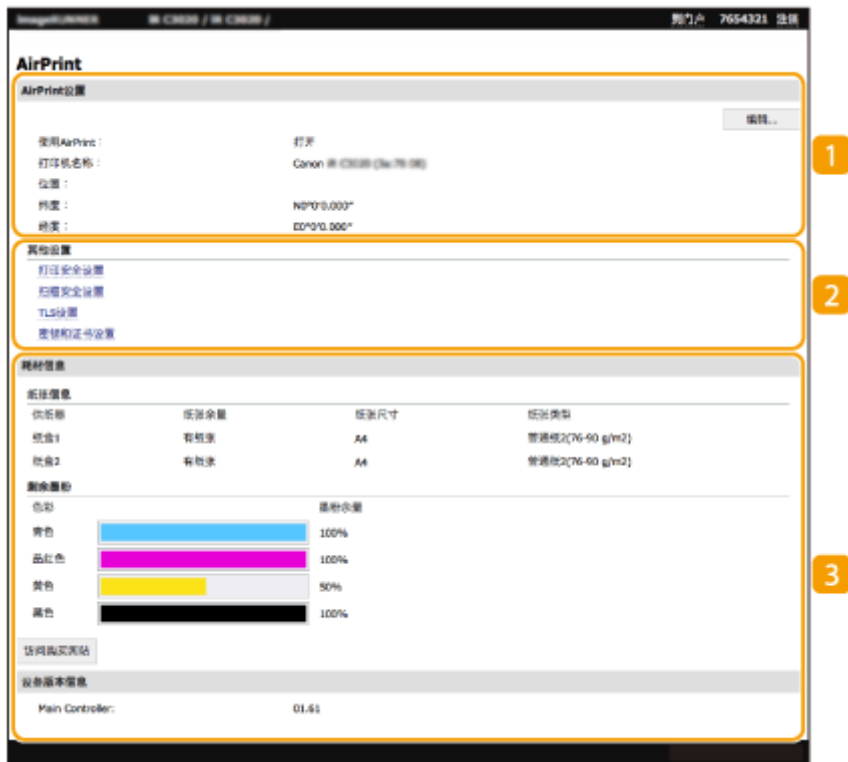 imageRUNNER
到门户 7654321 注销
AirPrint
AirPrint设置
编辑...
使用AirPrint： 打开
打印机名称： Canon
位置：
纬度： N0°0'0.000"
经度： E0°0'0.000"
1
其他设置
打印安全设置
扫描安全设置
TLS设置
密钥和证书设置
2
耗材信息
纸张信息
供纸器 纸张余量 纸张尺寸 纸张类型
纸盒1 有纸张 A4 普通纸2(76-90 g/m2)
纸盒2 有纸张 A4 普通纸2(76-90 g/m2)
剩余墨粉
色彩 墨粉余量
青色 100%
品红色 100%
黄色 50%
黑色 100%
3
访问购买网站
设备版本信息
Main Controller: 01.61